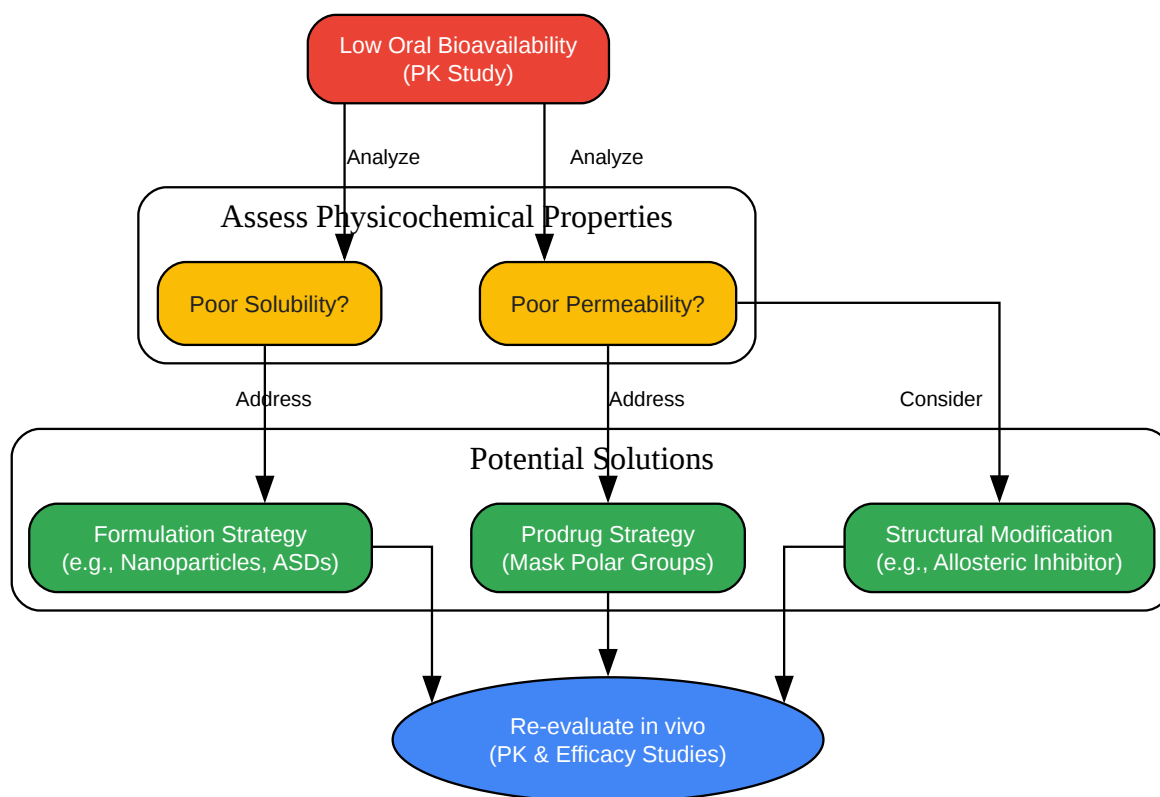 Low Oral Bioavailability
(PK Study)
Analyze
Analyze
Assess Physicochemical Properties
Poor Solubility?
Poor Permeability?
Address
Address
Consider
Potential Solutions
Formulation Strategy
(e.g., Nanoparticles, ASDs)
Prodrug Strategy
(Mask Polar Groups)
Structural Modification
(e.g., Allosteric Inhibitor)
Re-evaluate in vivo
(PK & Efficacy Studies)